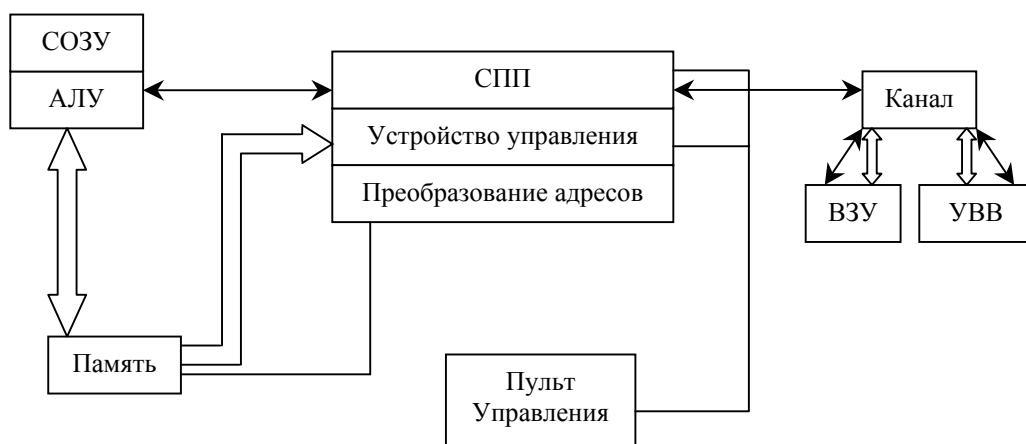 СОЗУ
АЛУ
СПП
Устройство управления
Преобразование адресов
Канал
ВЗУ
УВВ
Память
Пульт
Управления